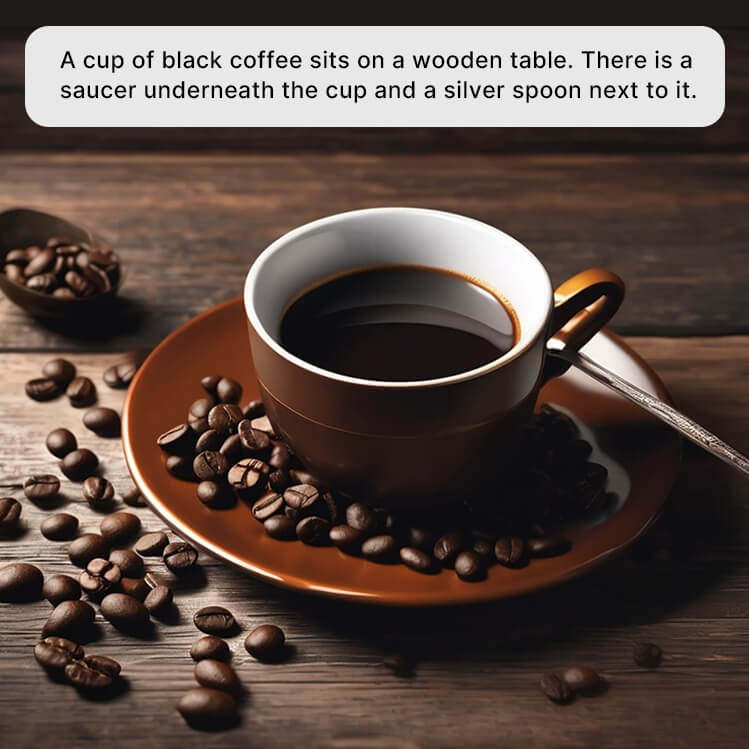 A cup of black coffee sits on a wooden table. There is a
saucer underneath the cup and a silver spoon next to it.